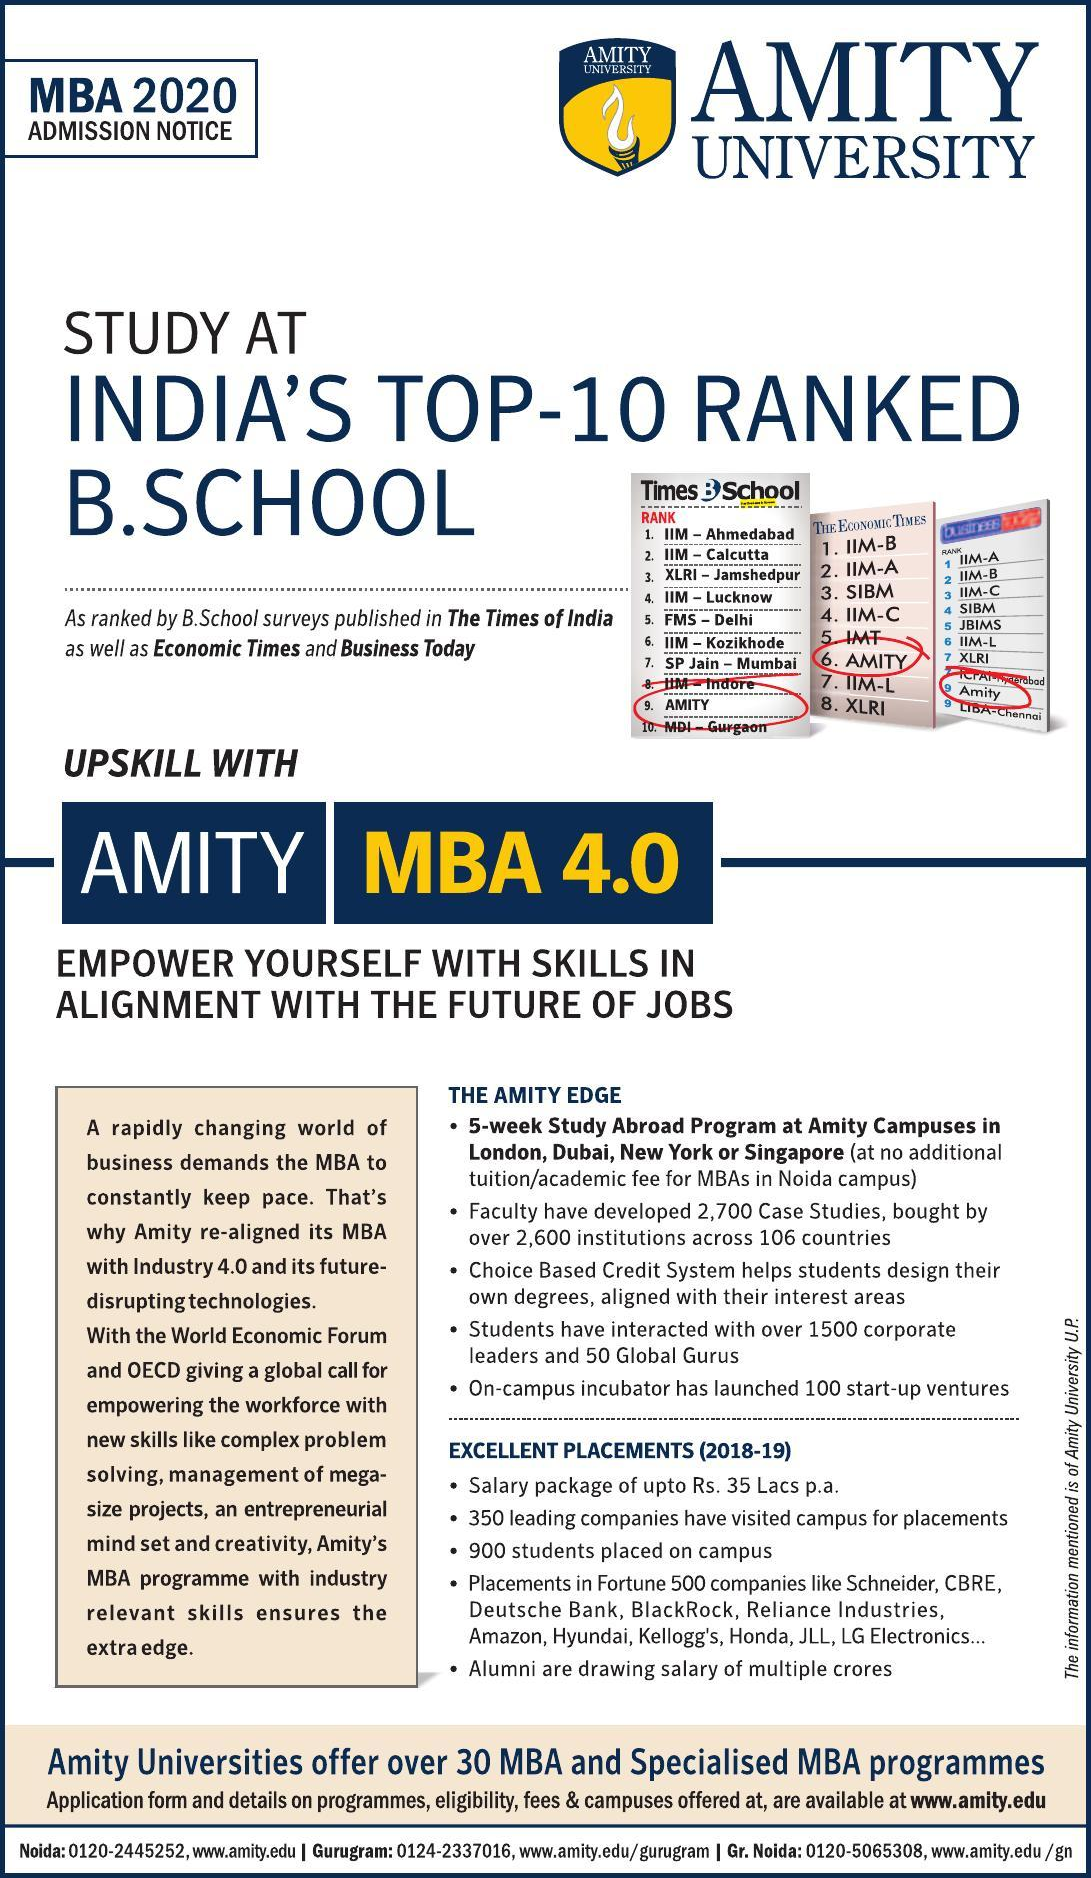 MBA 2020
ADMISSION NOTICE
AMITY
UNIVERSITY
AMITY
UNIVERSITY
STUDY AT
INDIA'S TOP-10 RANKED
B.SCHOOL
As ranked by B.School surveys published in The Times of India
as well as Economic Times and Business Today
Times B School
RANK
1. IIM – Ahmedabad
2. IIM – Calcutta
3. XLRI – Jamshedpur
4. IIM – Lucknow
5. FMS – Delhi
6. IIM – Kozikhode
7. SP Jain – Mumbai
8. IIM – Indore
9. AMITY
10. MDI – Gurgaon
THE ECONOMIC TIMES
1. IIM-B
2. IIM-A
3. SIBM
4. IIM-C
5. IMT
6. AMITY
7. IIM-L
8. XLRI
business today
RANK
1 IIM-A
2 IIM-B
3 IIM-C
4 SIBM
5 JBIMS
6 IIM-L
7 XLRI
7 ICFAI-Hyderabad
9 Amity
9 LIBA-Chennai
UPSKILL WITH
AMITY MBA 4.0
EMPOWER YOURSELF WITH SKILLS IN
ALIGNMENT WITH THE FUTURE OF JOBS
A rapidly changing world of
business demands the MBA to
constantly keep pace. That's
why Amity re-aligned its MBA
with Industry 4.0 and its future-
disrupting technologies.
With the World Economic Forum
and OECD giving a global call for
empowering the workforce with
new skills like complex problem
solving, management of mega-
size projects, an entrepreneurial
mind set and creativity, Amity's
MBA programme with industry
relevant skills ensures the
extra edge.
THE AMITY EDGE
• 5-week Study Abroad Program at Amity Campuses in
London, Dubai, New York or Singapore (at no additional
tuition/academic fee for MBAs in Noida campus)
• Faculty have developed 2,700 Case Studies, bought by
over 2,600 institutions across 106 countries
• Choice Based Credit System helps students design their
own degrees, aligned with their interest areas
• Students have interacted with over 1500 corporate
leaders and 50 Global Gurus
• On-campus incubator has launched 100 start-up ventures
EXCELLENT PLACEMENTS (2018-19)
• Salary package of upto Rs. 35 Lacs p.a.
• 350 leading companies have visited campus for placements
• 900 students placed on campus
• Placements in Fortune 500 companies like Schneider, CBRE,
Deutsche Bank, BlackRock, Reliance Industries,
Amazon, Hyundai, Kellogg's, Honda, JLL, LG Electronics...
• Alumni are drawing salary of multiple crores
The information mentioned is of Amity University U.P.
Amity Universities offer over 30 MBA and Specialised MBA programmes
Application form and details on programmes, eligibility, fees & campuses offered at, are available at www.amity.edu
Noida: 0120-2445252, www.amity.edu | Gurugram: 0124-2337016, www.amity.edu/gurugram | Gr. Noida: 0120-5065308, www.amity.edu /gn